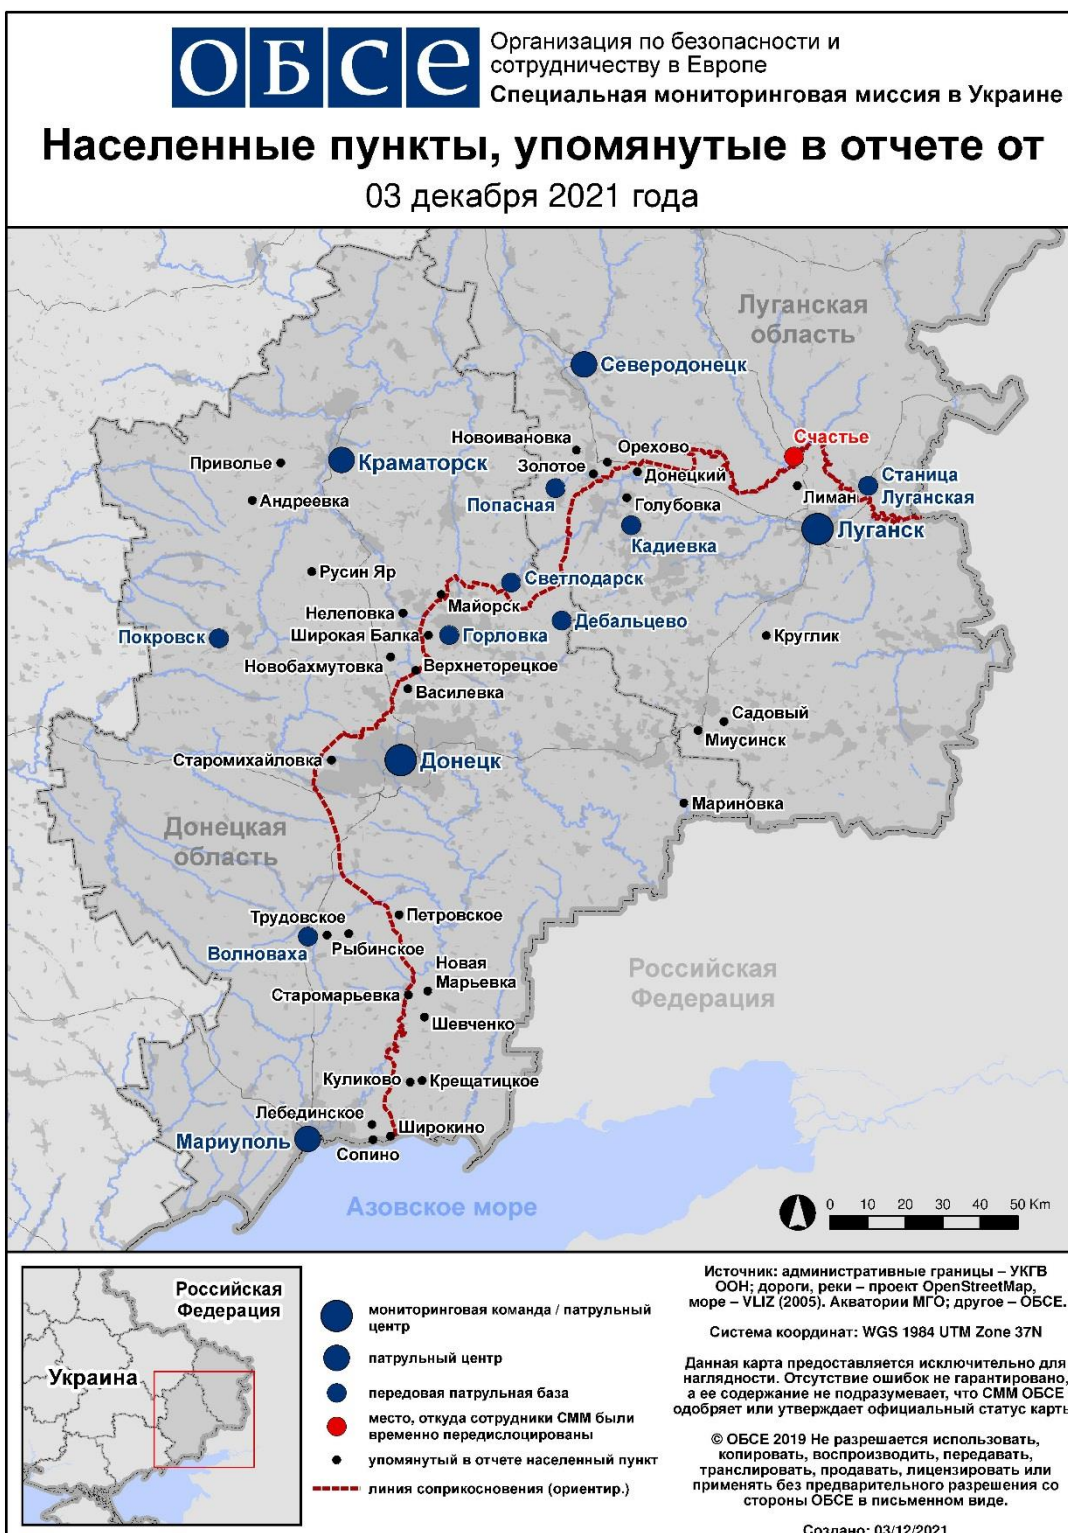 ОБСЕ
Организация по безопасности и
сотрудничеству в Европе
Специальная мониторинговая миссия в Украине
Населенные пункты, упомянутые в отчете от
03 декабря 2021 года
Луганская
область
Северодонецк
Новоивановка
Орехово
Счастье
Приволье
Краматорск
Золотое
Донецкий
Станица
Луганская
Андреевка
Попасная
Голубовка
Лиман
Луганск
Кадиевка
Русин Яр
Светлодарск
Майорск
Нелеповка
Дебальцево
Покровск
Широкая Балка
Горловка
Круглик
Новобахмутовка
Верхнеторецкое
Василевка
Садовый
Миусинск
Старомихайловка
Донецк
Мариновка
Донецкая
область
Трудовское
Петровское
Волноваха
Рыбинское
Новая
Марьевка
Российская
Федерация
Старомарьевка
Шевченко
Куликово
Крещатицкое
Лебединское
Широкино
Мариуполь
Сопино
Азовское море
0 10 20 30 40 50 Km
Российская
Федерация
Украина
мониторинговая команда / патрульный
центр
патрульный центр
передовая патрульная база
место, откуда сотрудники СММ были
временно передислоцированы
упомянутый в отчете населенный пункт
линия соприкосновения (ориентир.)
Источник: административные границы – УКГВ
ООН; дороги, реки – проект OpenStreetMap,
море – VLIZ (2005). Акватории МГО; другое – ОБСЕ.
Система координат: WGS 1984 UTM Zone 37N
Данная карта предоставляется исключительно для
наглядности. Отсутствие ошибок не гарантировано,
а ее содержание не подразумевает, что СММ ОБСЕ
одобряет или утверждает официальный статус карты
© ОБСЕ 2019 Не разрешается использовать,
копировать, воспроизводить, передавать,
транслировать, продавать, лицензировать или
применять без предварительного разрешения со
стороны ОБСЕ в письменном виде.
Создано: 03/12/2021